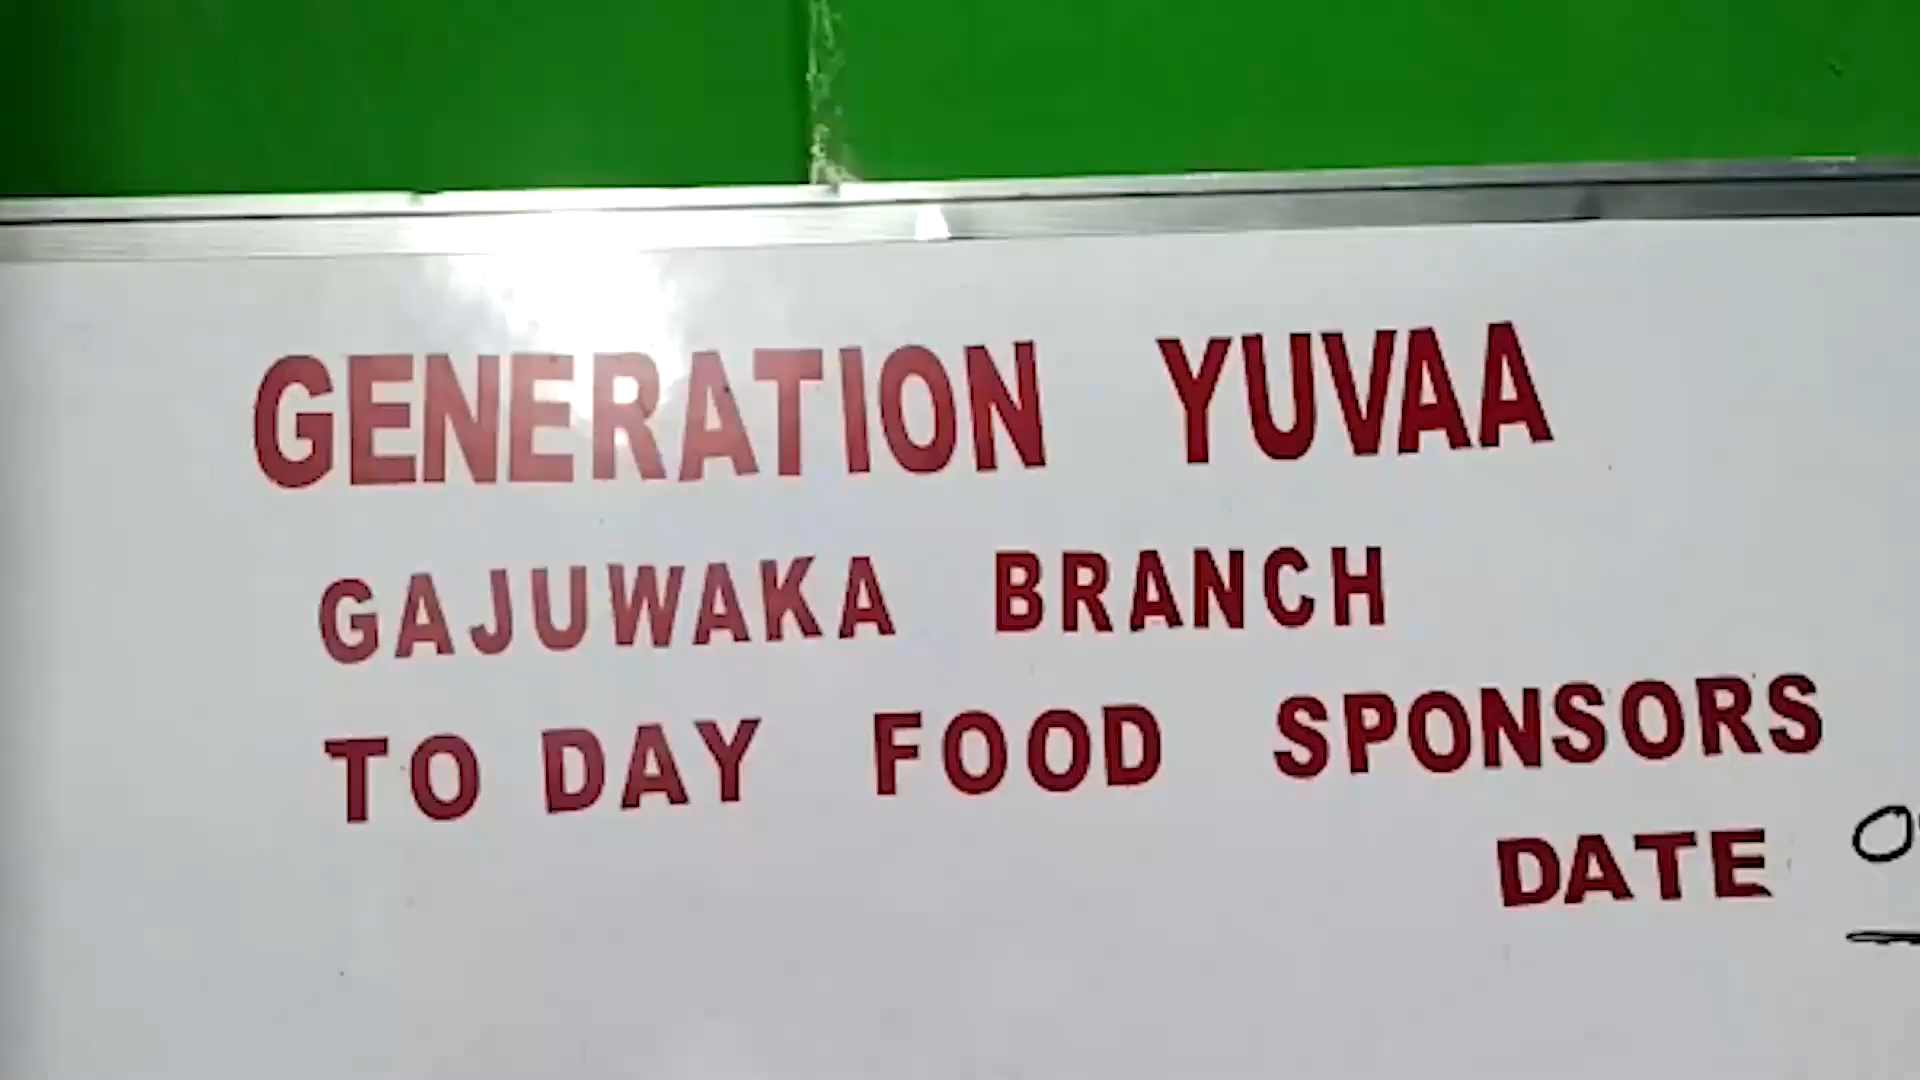 GENERATION YUVAA
GAJUWAKA BRANCH
TO DAY FOOD SPONSORS
DATE